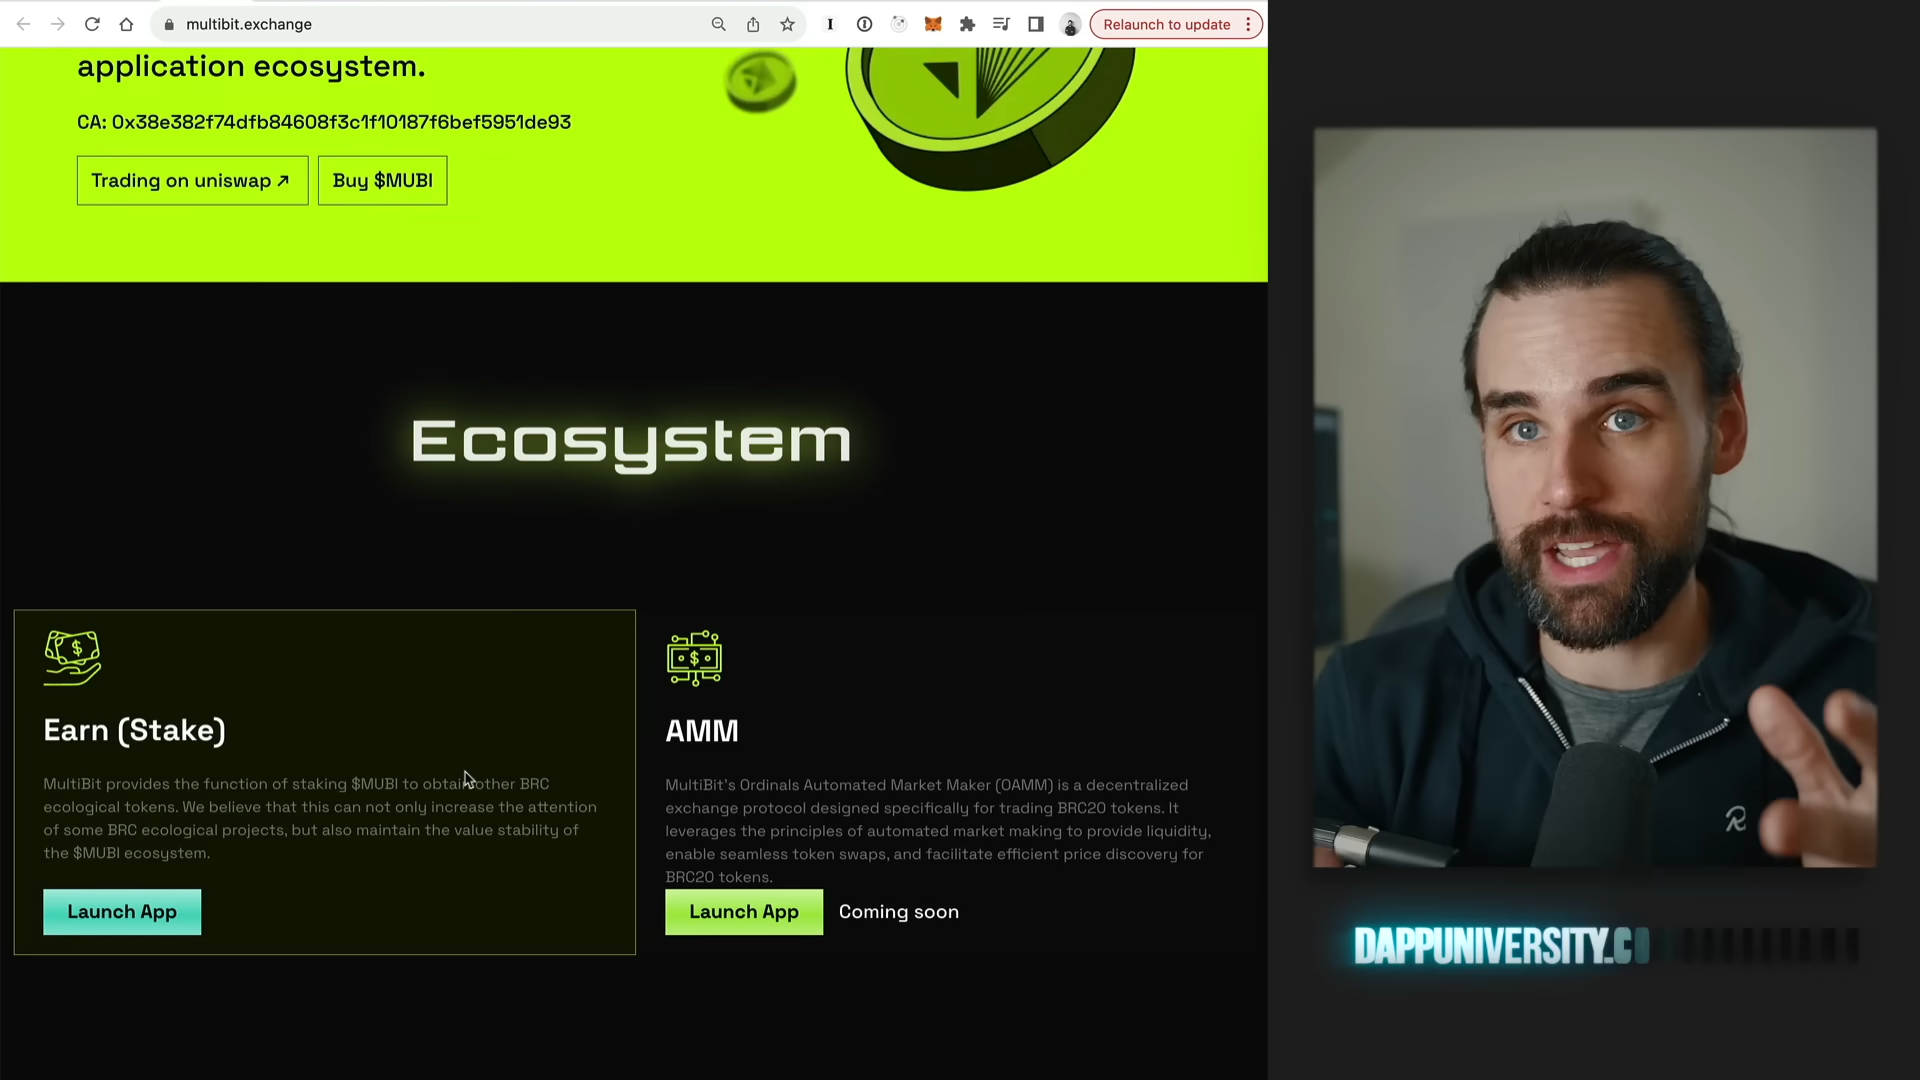 multibit.exchange
Relaunch to update
application ecosystem.
CA: 0x38e382f74dfb84608f3c1f10187f6bef5951de93
Trading on uniswap ↗
Buy $MUBI
Ecosystem
Earn (Stake)
MultiBit provides the function of staking $MUBI to obtain other BRC
ecological tokens. We believe that this can not only increase the attention
of some BRC ecological projects, but also maintain the value stability of
the $MUBI ecosystem.
Launch App
AMM
MultiBit's Ordinals Automated Market Maker (OAMM) is a decentralized
exchange protocol designed specifically for trading BRC20 tokens. It
leverages the principles of automated market making to provide liquidity,
enable seamless token swaps, and facilitate efficient price discovery for
BRC20 tokens.
Launch App
Coming soon
DAPPUNIVERSITY.C